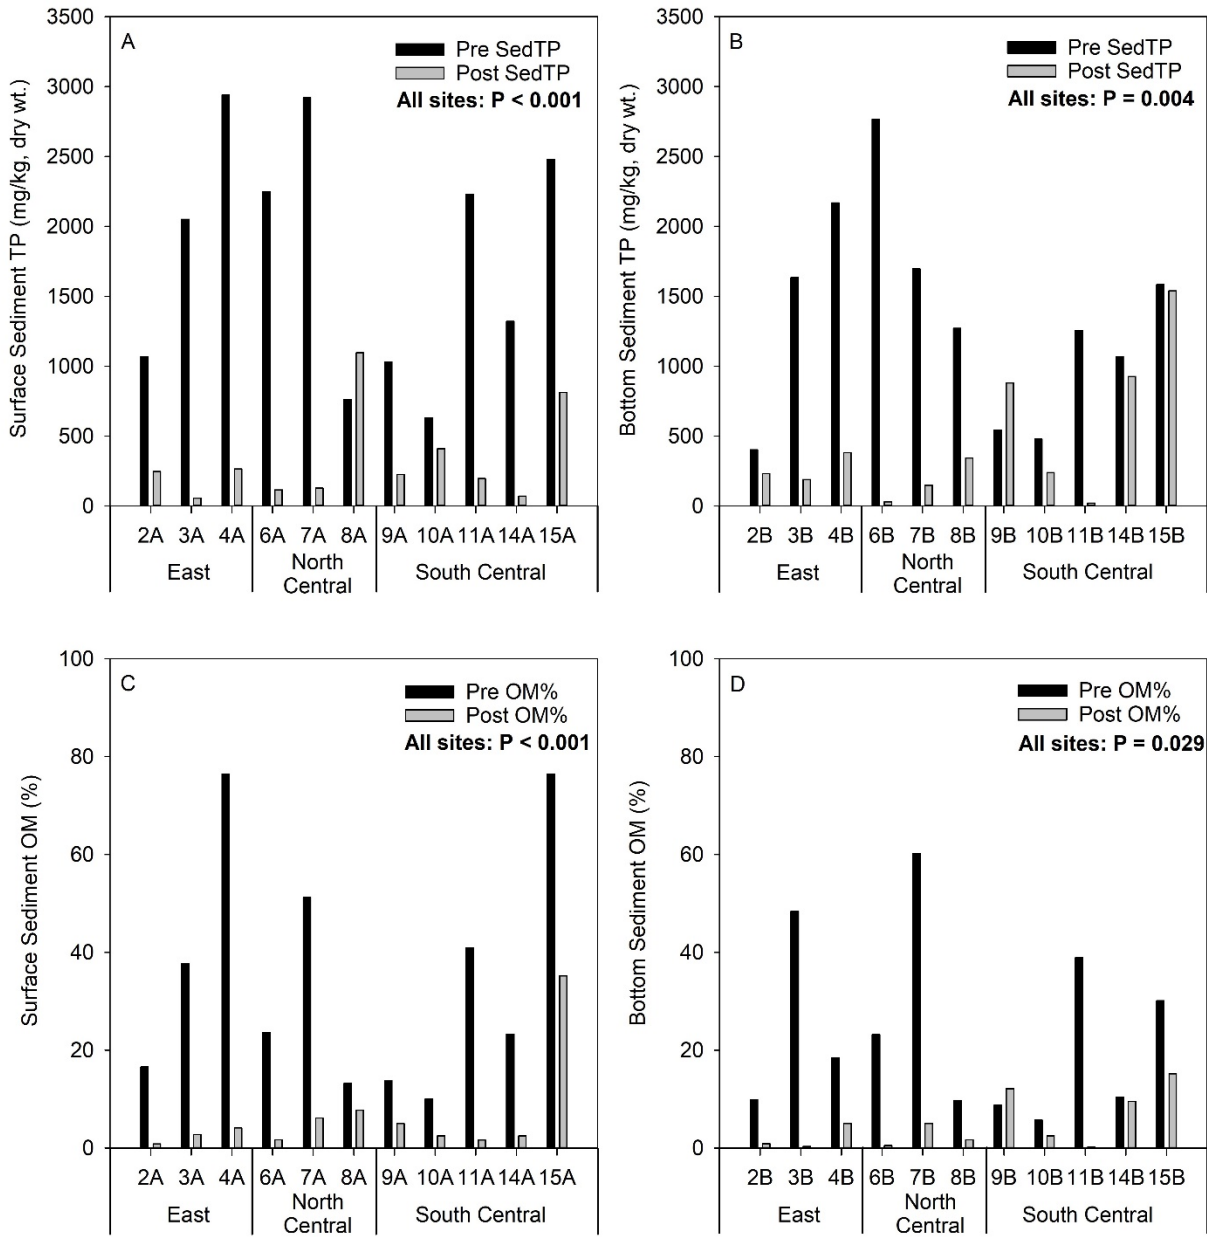 A
Pre SedTP
Post SedTP
All sites: P < 0.001
Surface Sediment TP (mg/kg, dry wt.)
3500
3000
2500
2000
1500
1000
500
0
2A 3A 4A 6A 7A 8A 9A 10A 11A 14A 15A
East North Central South Central
B
Pre SedTP
Post SedTP
All sites: P = 0.004
Bottom Sediment TP (mg/kg, dry wt.)
3500
3000
2500
2000
1500
1000
500
0
2B 3B 4B 6B 7B 8B 9B 10B 11B 14B 15B
East North Central South Central
C
Pre OM%
Post OM%
All sites: P < 0.001
Surface Sediment OM (%)
100
80
60
40
20
0
2A 3A 4A 6A 7A 8A 9A 10A 11A 14A 15A
East North Central South Central
D
Pre OM%
Post OM%
All sites: P = 0.029
Bottom Sediment OM (%)
100
80
60
40
20
0
2B 3B 4B 6B 7B 8B 9B 10B 11B 14B 15B
East North Central South Central